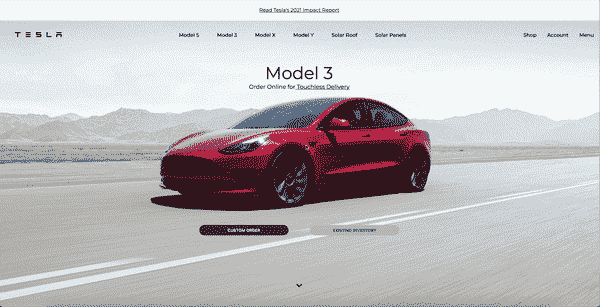 Read Tesla's 2021 Impact Report
TESLA Model S Model 3 Model X Model Y Solar Roof Solar Panels Shop Account Menu
Model 3
Order Online for Touchless Delivery
CUSTOM ORDER EXISTING INVENTORY